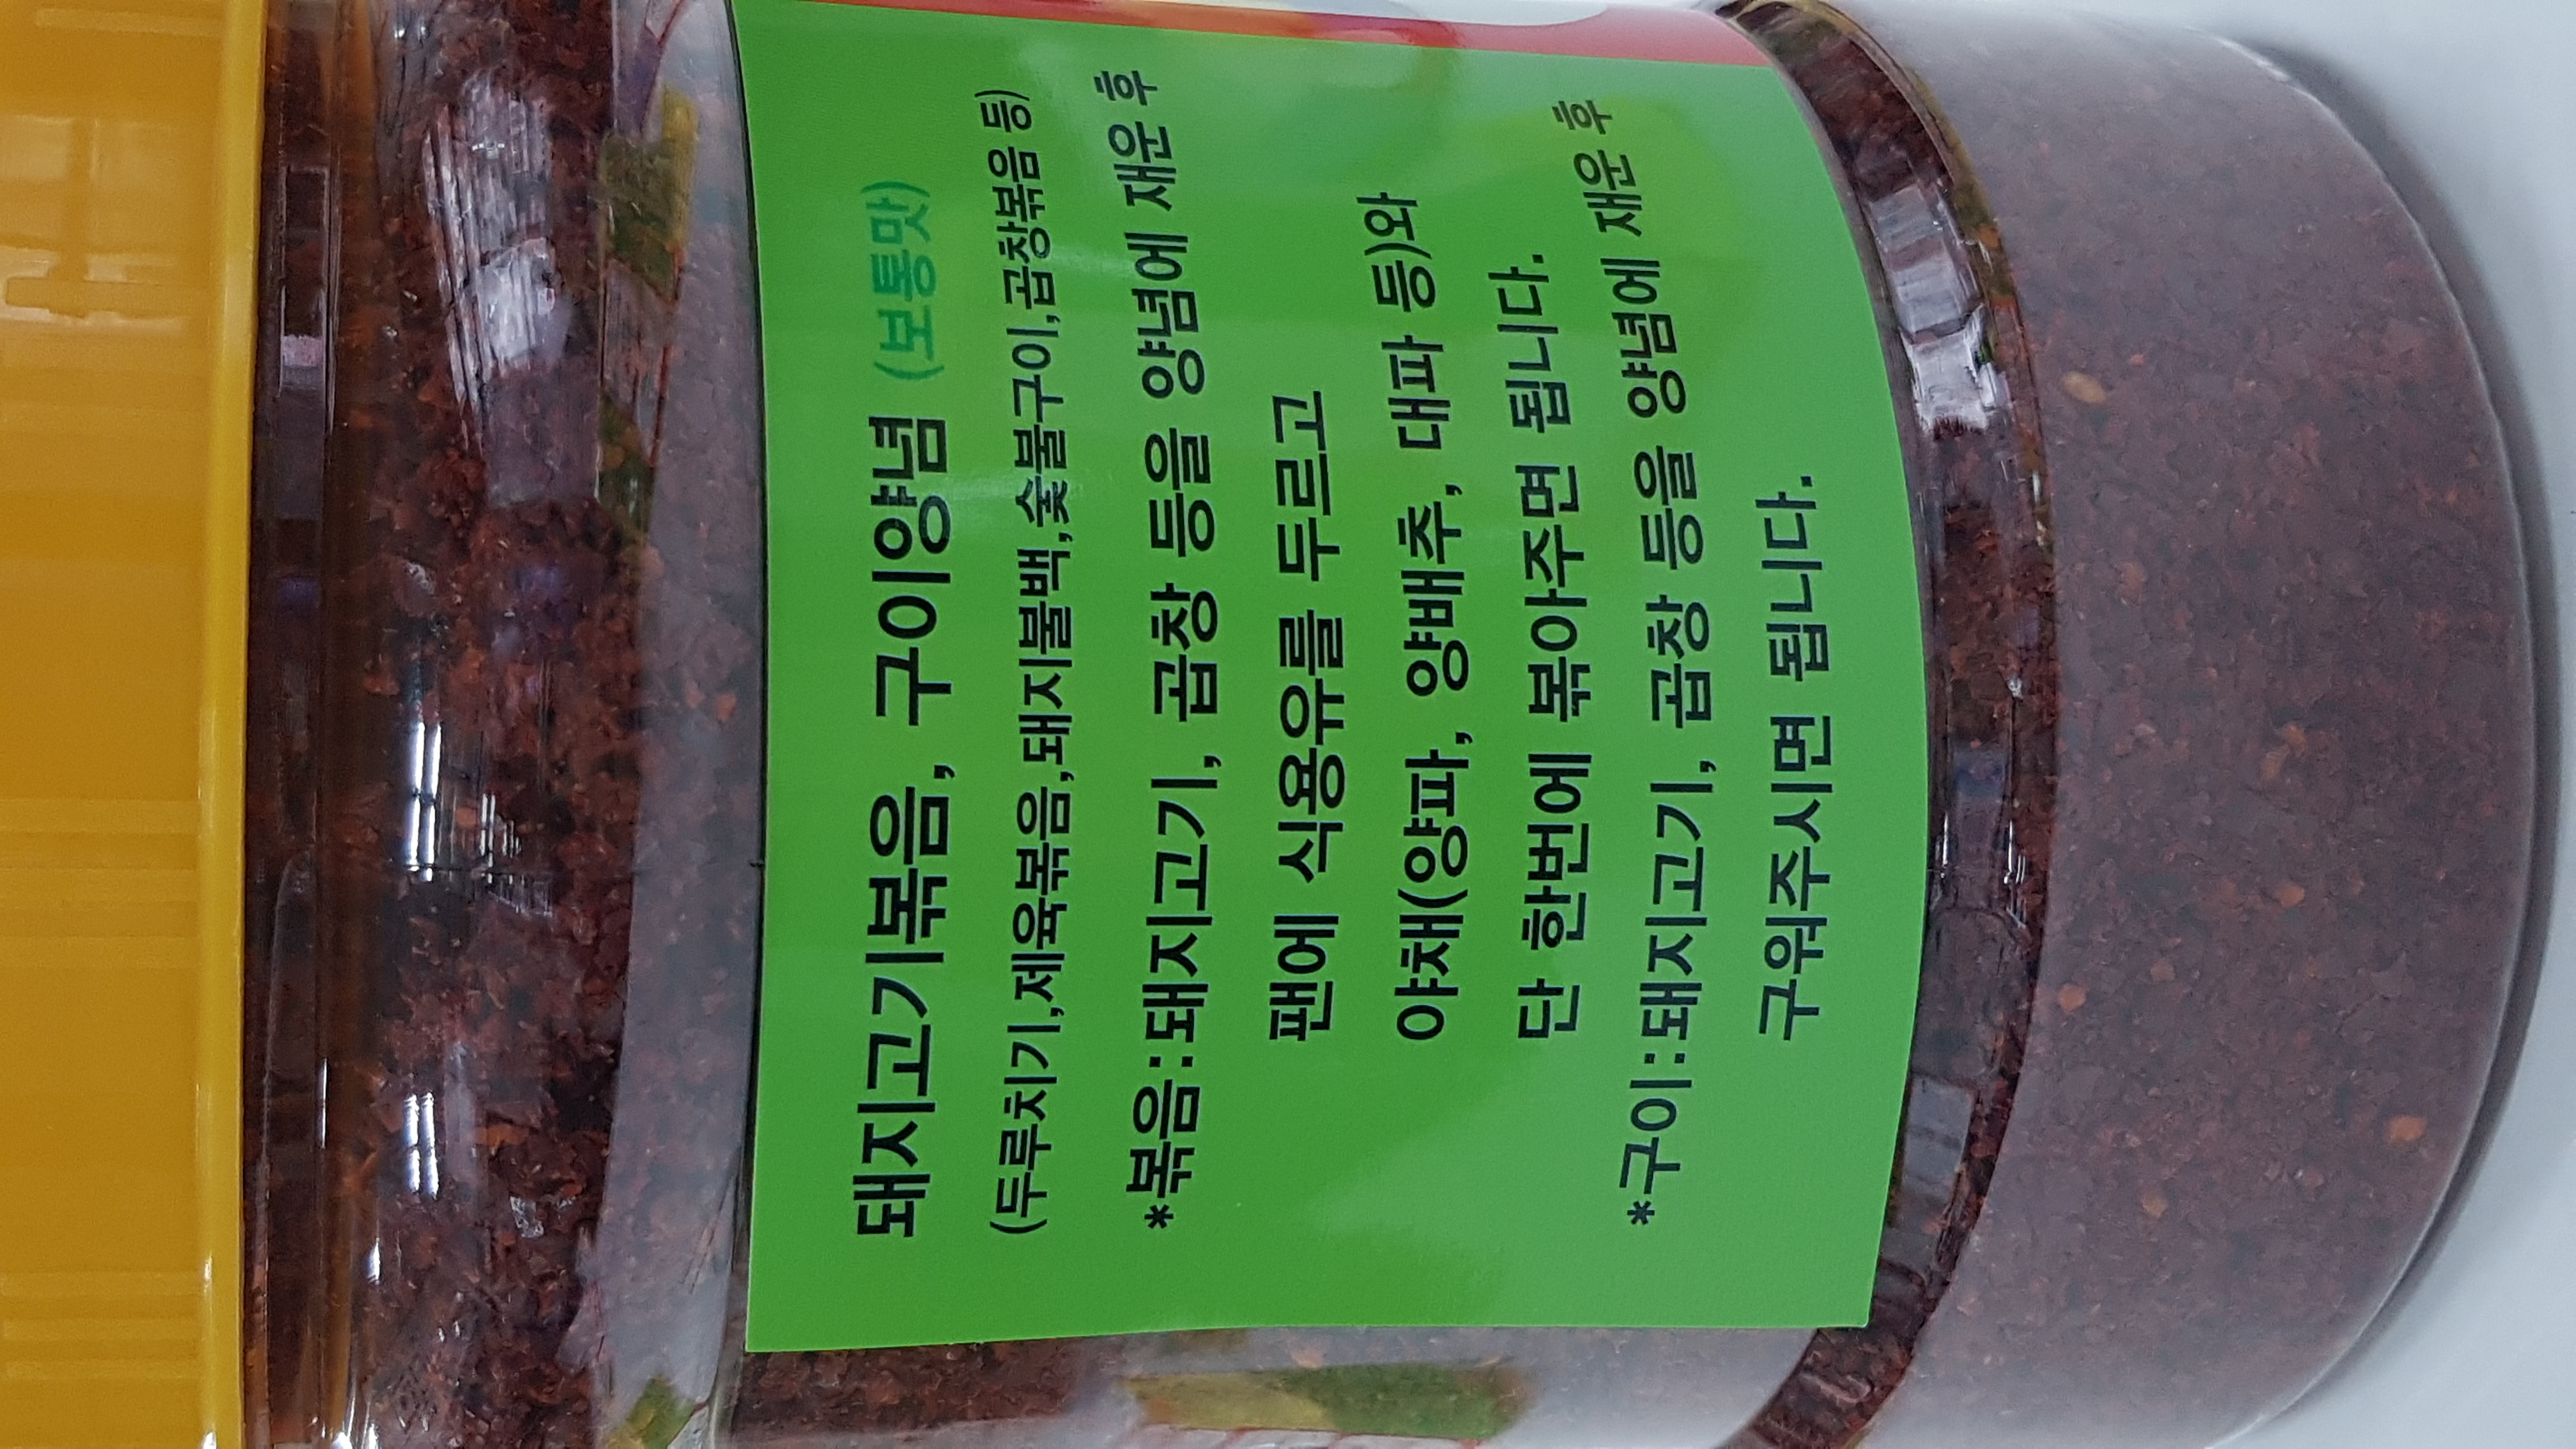 돼지고기볶음, 구이양념 (보통맛)
(두루치기,제육볶음,돼지불백,숯불구이,곱창볶음 등)
*볶음:돼지고기, 곱창 등을 양념에 재운 후
팬에 식용유를 두르고
야채(양파, 양배추, 대파 등)와
단 한번에 볶아주면 됩니다.
*구이:돼지고기, 곱창 등을 양념에 재운 후
구워주시면 됩니다.